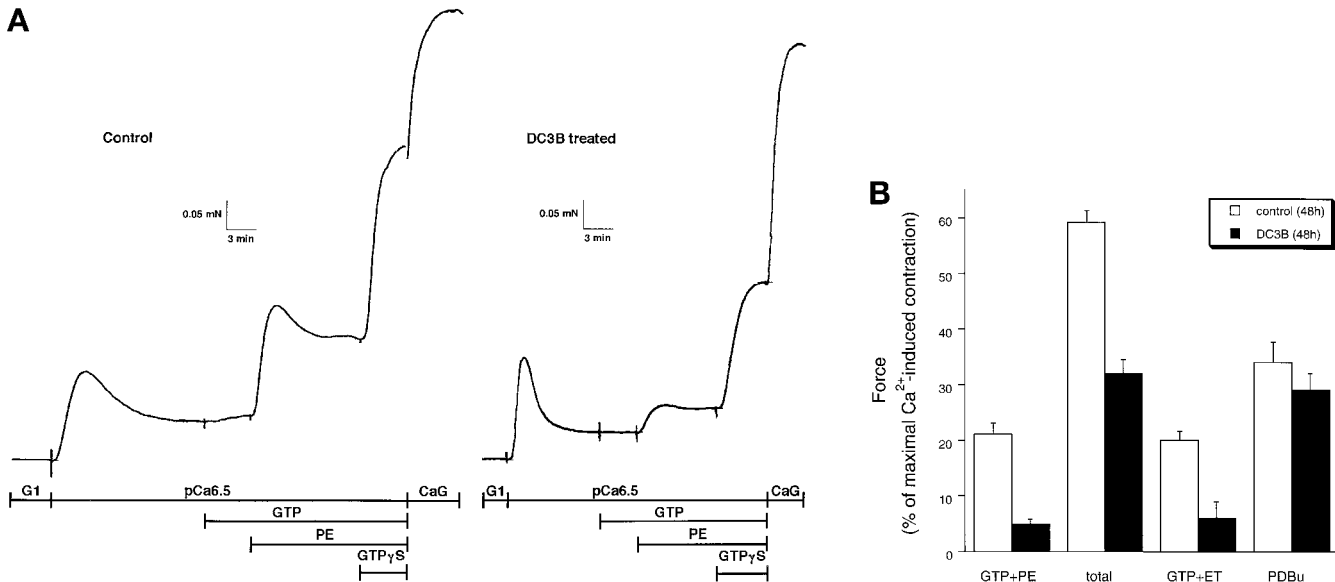 A
Control
0.05 mN
3 min
G1
pCa6.5
CaG
GTP
PE
GTPγS
DC3B treated
0.05 mN
3 min
G1
pCa6.5
CaG
GTP
PE
GTPγS
B
Force
(% of maximal Ca²⁺-induced contraction)
60
50
40
30
20
10
0
control (48h)
DC3B (48h)
GTP+PE
total
GTP+ET
PDBu